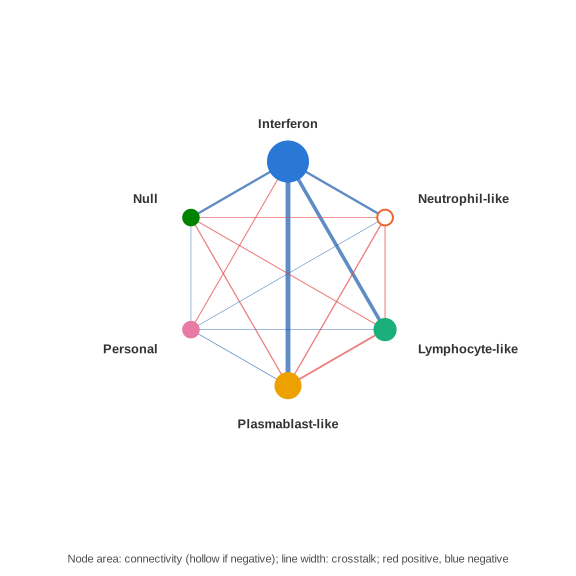 Interferon
Null
Neutrophil-like
Personal
Lymphocyte-like
Plasmablast-like
Node area: connectivity (hollow if negative); line width: crosstalk; red positive, blue negative